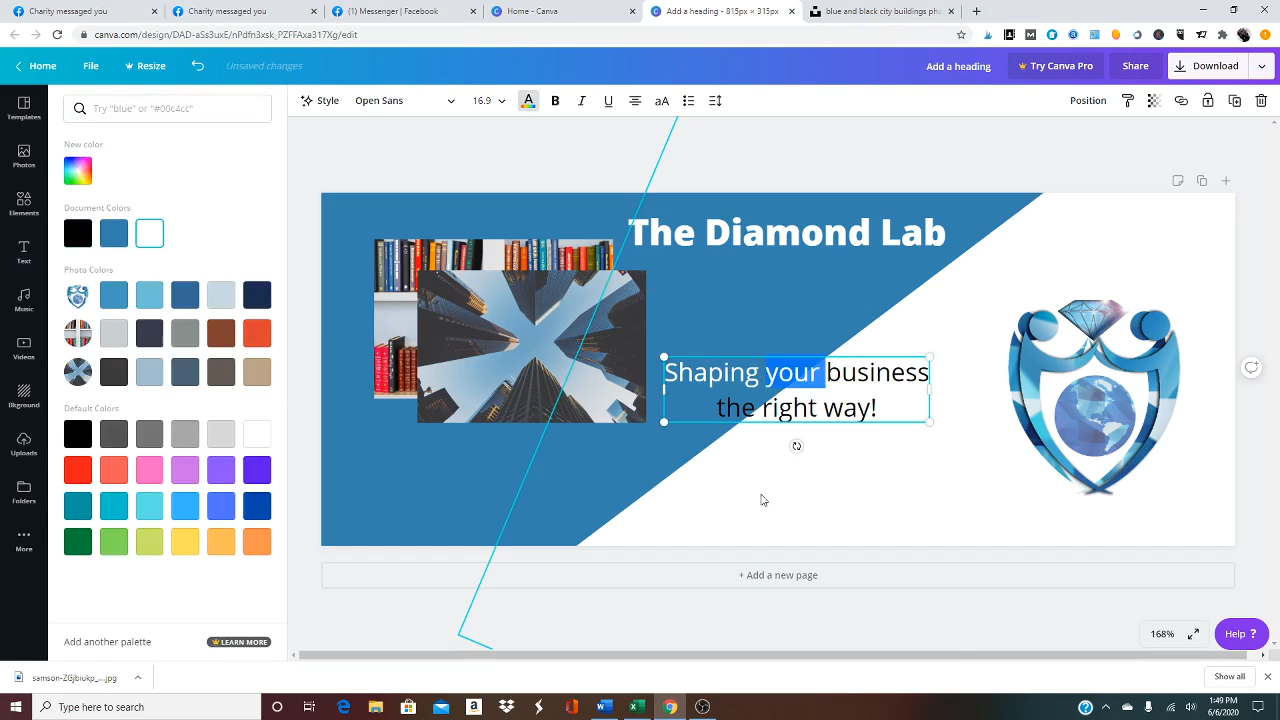 Charity messaged you
Charity messaged you
(1) Messenger | Facebook
Home - Canva
Add a heading - 815px × 315px
blue and black city buildings pho
canva.com/design/DAD-aSs3uxE/nPdfn3xsk_PZFFAxa317Xg/edit
Home
File
Resize
Unsaved changes
Add a heading
Try Canva Pro
Share
Download
Templates
Photos
Elements
Text
Music
Videos
Bkground
Uploads
Folders
More
Try "blue" or "#00c4cc"
New color
Document Colors
Photo Colors
Default Colors
Add another palette
LEARN MORE
Style
Open Sans
16.9
A
B
I
U
aA
Position
The Diamond Lab
Shaping your business
the right way!
+ Add a new page
168%
Help ?
samson-ZGjbiukp_-...jpg
Show all
Type here to search
1:49 PM
6/6/2020